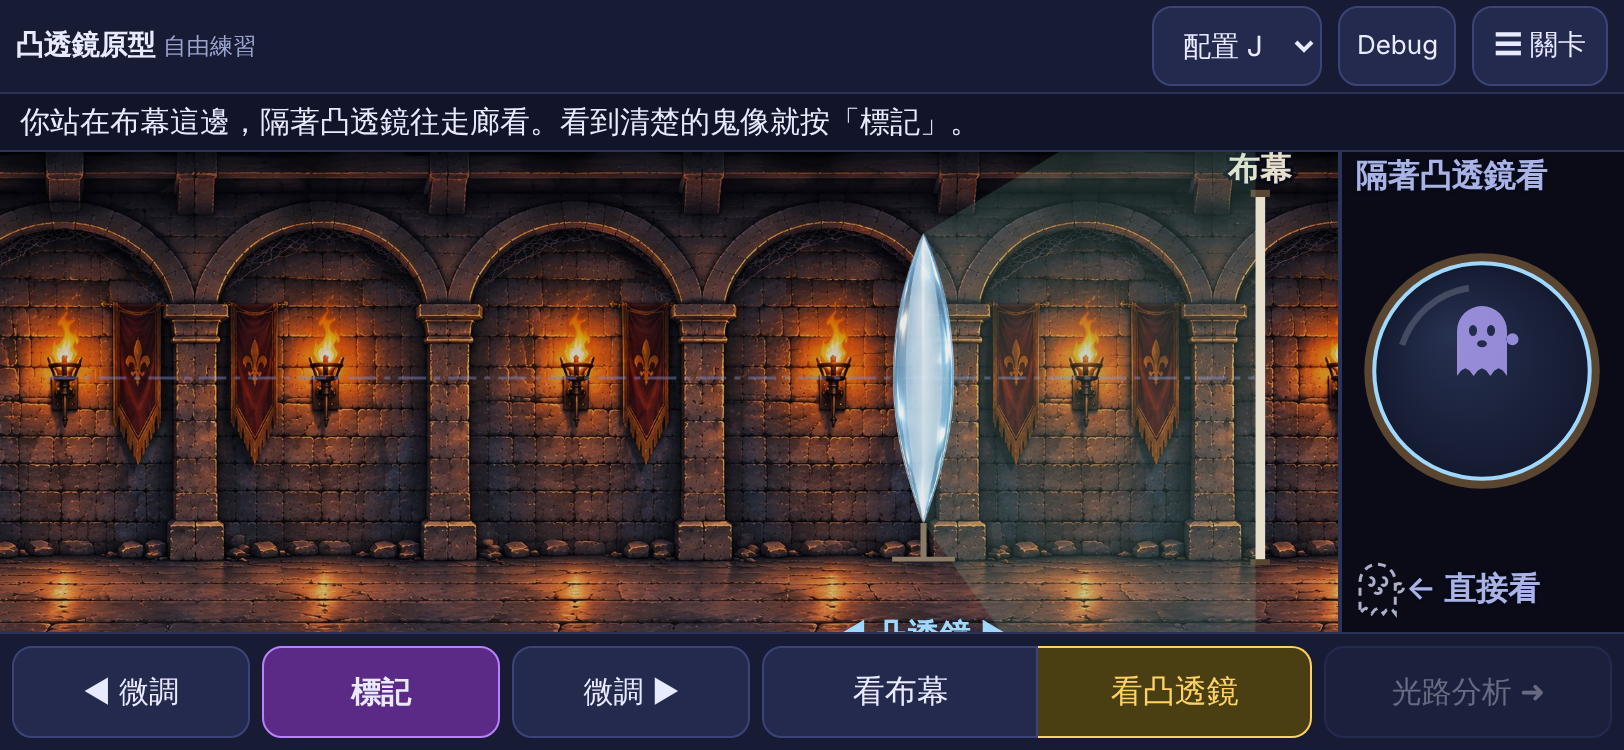 凸透鏡原型 自由練習
配置 J
Debug
☰ 關卡
你站在布幕這邊，隔著凸透鏡往走廊看。看到清楚的鬼像就按「標記」。
布幕
隔著凸透鏡看
← 直接看
◀ 凸透鏡 ▶
◀ 微調
標記
微調 ▶
看布幕
看凸透鏡
光路分析 ➜